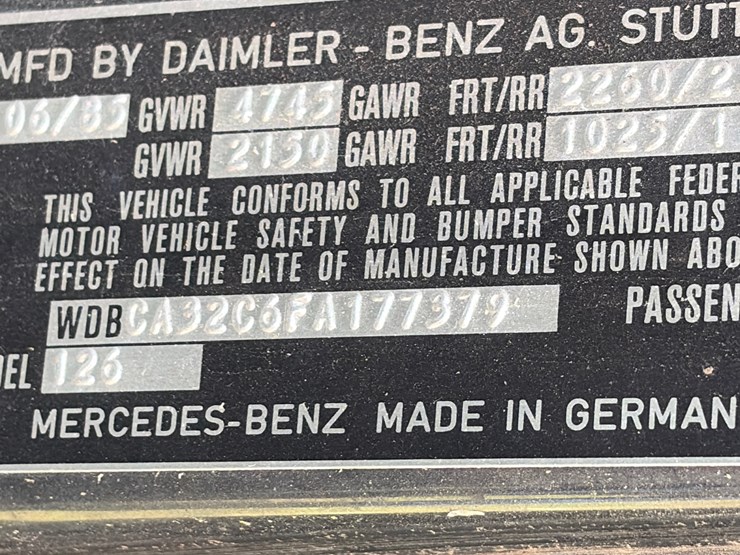 MFD BY DAIMLER - BENZ AG. STUTT
06/85 GVWR 4745 GAWR FRT/RR 2260/2
GVWR 2150 GAWR FRT/RR 1025/1
THIS VEHICLE CONFORMS TO ALL APPLICABLE FEDER
MOTOR VEHICLE SAFETY AND BUMPER STANDARDS
EFFECT ON THE DATE OF MANUFACTURE SHOWN ABO
WDBCA32C6FA177379 PASSEN
EL 126
MERCEDES-BENZ MADE IN GERMAN